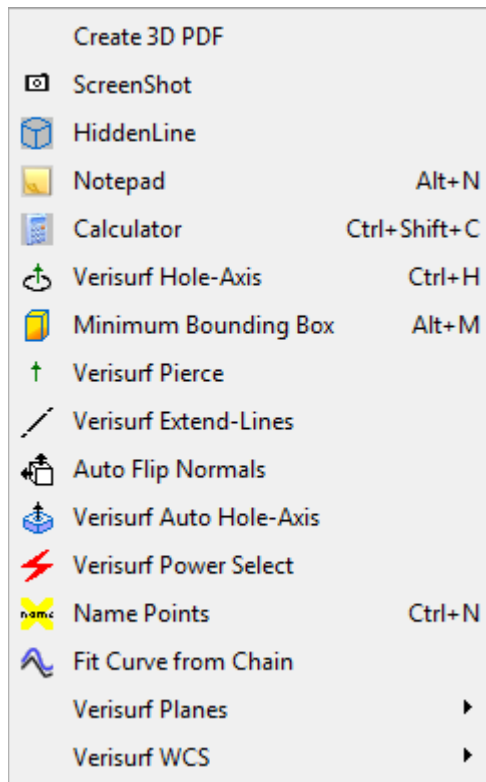 Create 3D PDF
ScreenShot
HiddenLine
Notepad Alt+N
Calculator Ctrl+Shift+C
Verisurf Hole-Axis Ctrl+H
Minimum Bounding Box Alt+M
Verisurf Pierce
Verisurf Extend-Lines
Auto Flip Normals
Verisurf Auto Hole-Axis
Verisurf Power Select
name Name Points Ctrl+N
Fit Curve from Chain
Verisurf Planes
Verisurf WCS